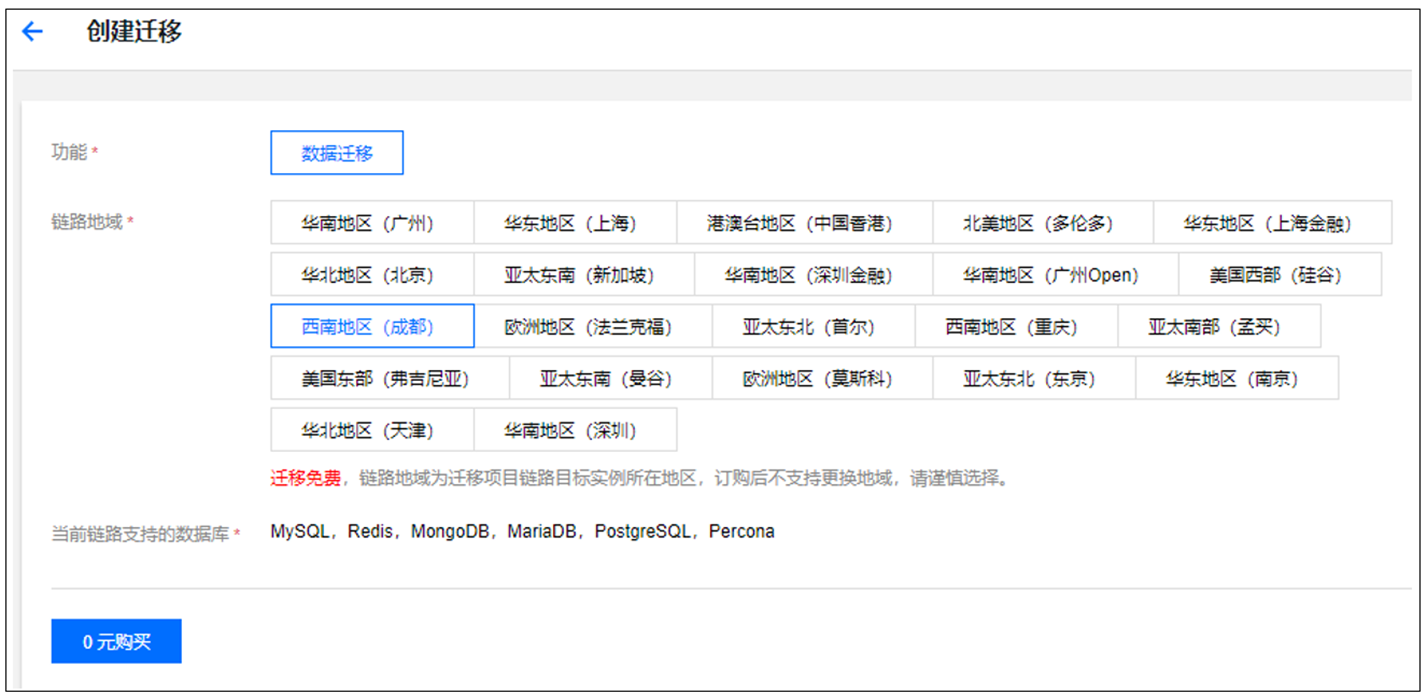 创建迁移
功能 * 数据迁移
链路地域 * 华南地区（广州） 华东地区（上海） 港澳台地区（中国香港） 北美地区（多伦多） 华东地区（上海金融）
华北地区（北京） 亚太东南（新加坡） 华南地区（深圳金融） 华南地区（广州Open） 美国西部（硅谷）
西南地区（成都） 欧洲地区（法兰克福） 亚太东北（首尔） 西南地区（重庆） 亚太南部（孟买）
美国东部（弗吉尼亚） 亚太东南（曼谷） 欧洲地区（莫斯科） 亚太东北（东京） 华东地区（南京）
华北地区（天津） 华南地区（深圳）
迁移免费，链路地域为迁移项目链路目标实例所在地区，订购后不支持更换地域，请谨慎选择。
当前链路支持的数据库 * MySQL，Redis，MongoDB，MariaDB，PostgreSQL，Percona
0 元购买